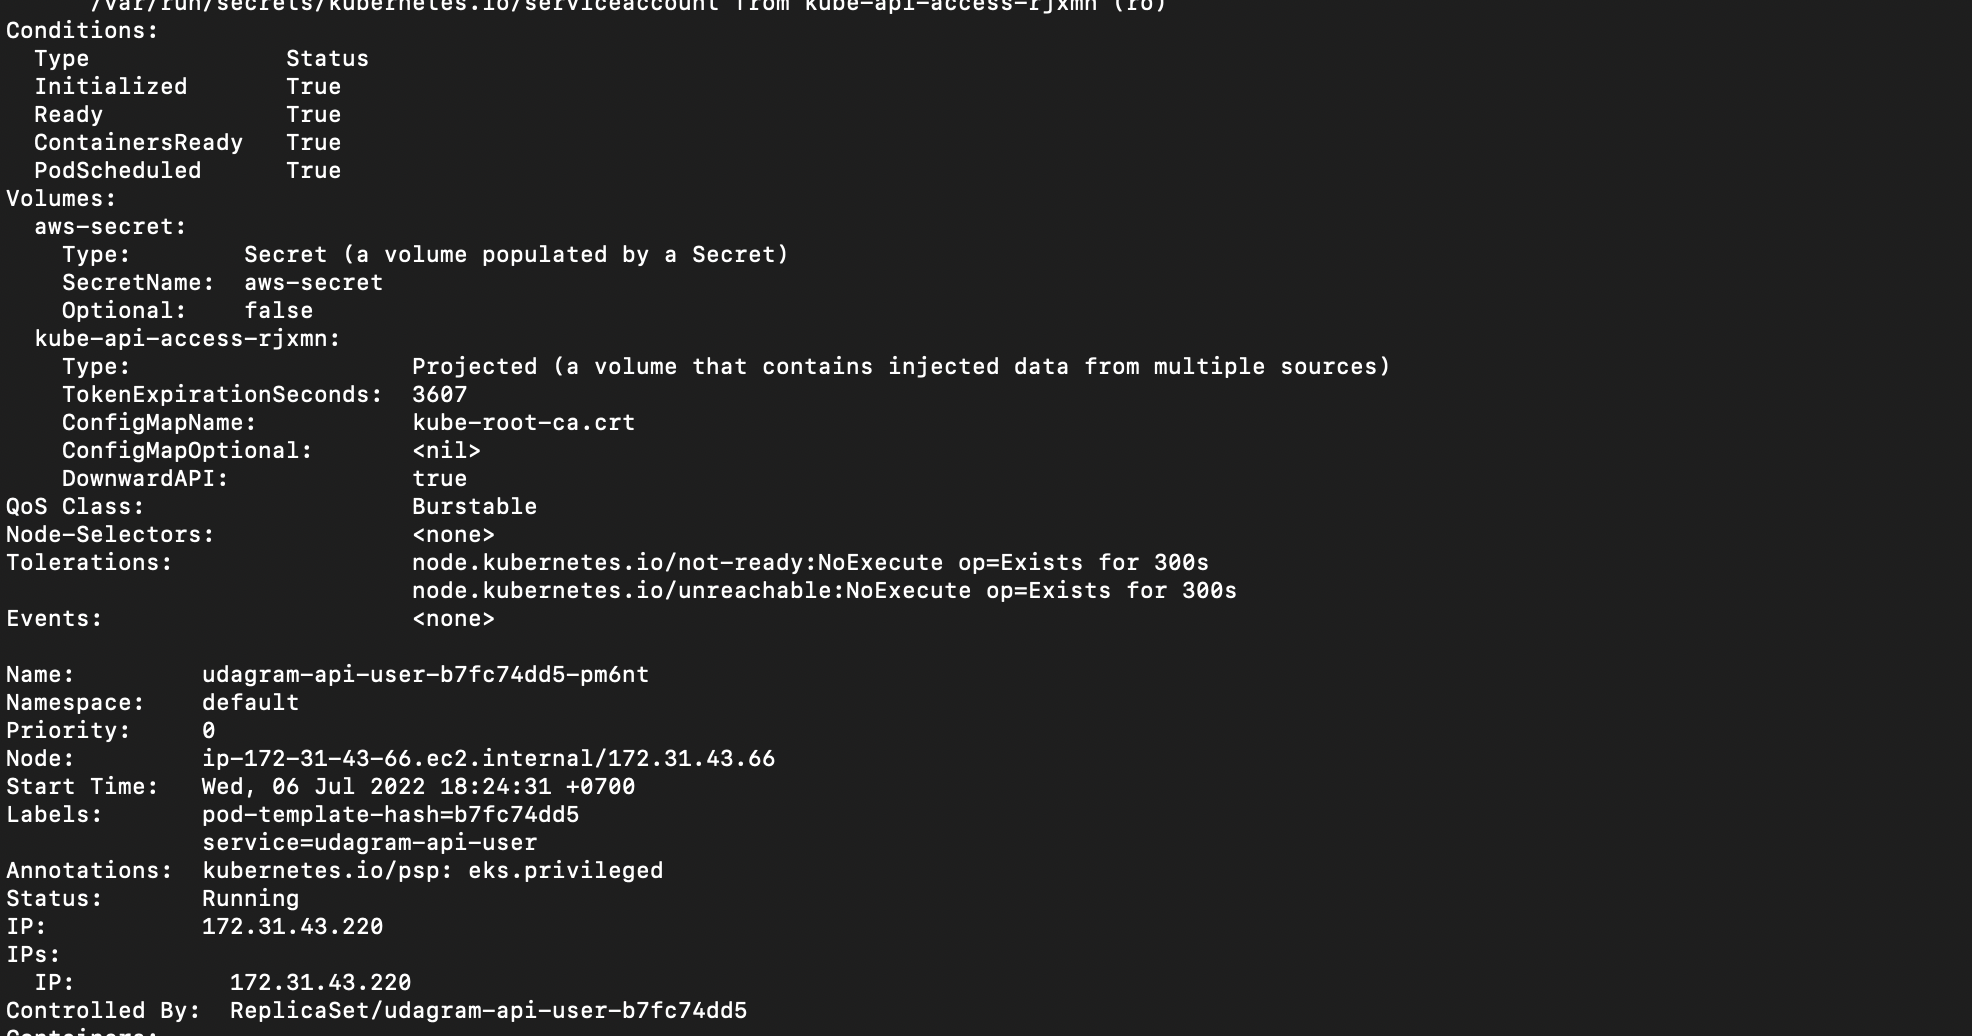 /var/run/secrets/kubernetes.io/serviceaccount from kube-api-access-rjxmn (ro)
Conditions:
  Type              Status
  Initialized       True
  Ready             True
  ContainersReady   True
  PodScheduled      True
Volumes:
  aws-secret:
    Type:        Secret (a volume populated by a Secret)
    SecretName:  aws-secret
    Optional:    false
  kube-api-access-rjxmn:
    Type:                    Projected (a volume that contains injected data from multiple sources)
    TokenExpirationSeconds:  3607
    ConfigMapName:           kube-root-ca.crt
    ConfigMapOptional:       <nil>
    DownwardAPI:             true
QoS Class:                   Burstable
Node-Selectors:              <none>
Tolerations:                 node.kubernetes.io/not-ready:NoExecute op=Exists for 300s
                             node.kubernetes.io/unreachable:NoExecute op=Exists for 300s
Events:                      <none>

Name:         udagram-api-user-b7fc74dd5-pm6nt
Namespace:    default
Priority:     0
Node:         ip-172-31-43-66.ec2.internal/172.31.43.66
Start Time:   Wed, 06 Jul 2022 18:24:31 +0700
Labels:       pod-template-hash=b7fc74dd5
              service=udagram-api-user
Annotations:  kubernetes.io/psp: eks.privileged
Status:       Running
IP:           172.31.43.220
IPs:
  IP:           172.31.43.220
Controlled By:  ReplicaSet/udagram-api-user-b7fc74dd5
Containers: